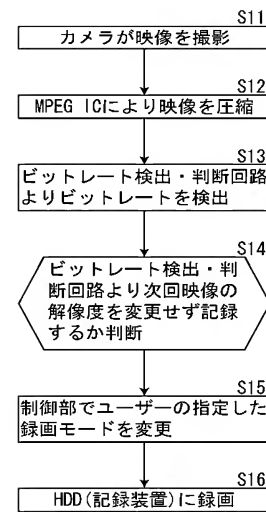 S11
カメラが映像を撮影
S12
MPEG ICにより映像を圧縮
S13
ビットレート検出・判断回路
よりビットレートを検出
S14
ビットレート検出・判
断回路より次回映像の
解像度を変更せず記録
するか判断
S15
制御部でユーザーの指定した
録画モードを変更
S16
HDD(記録装置)に録画